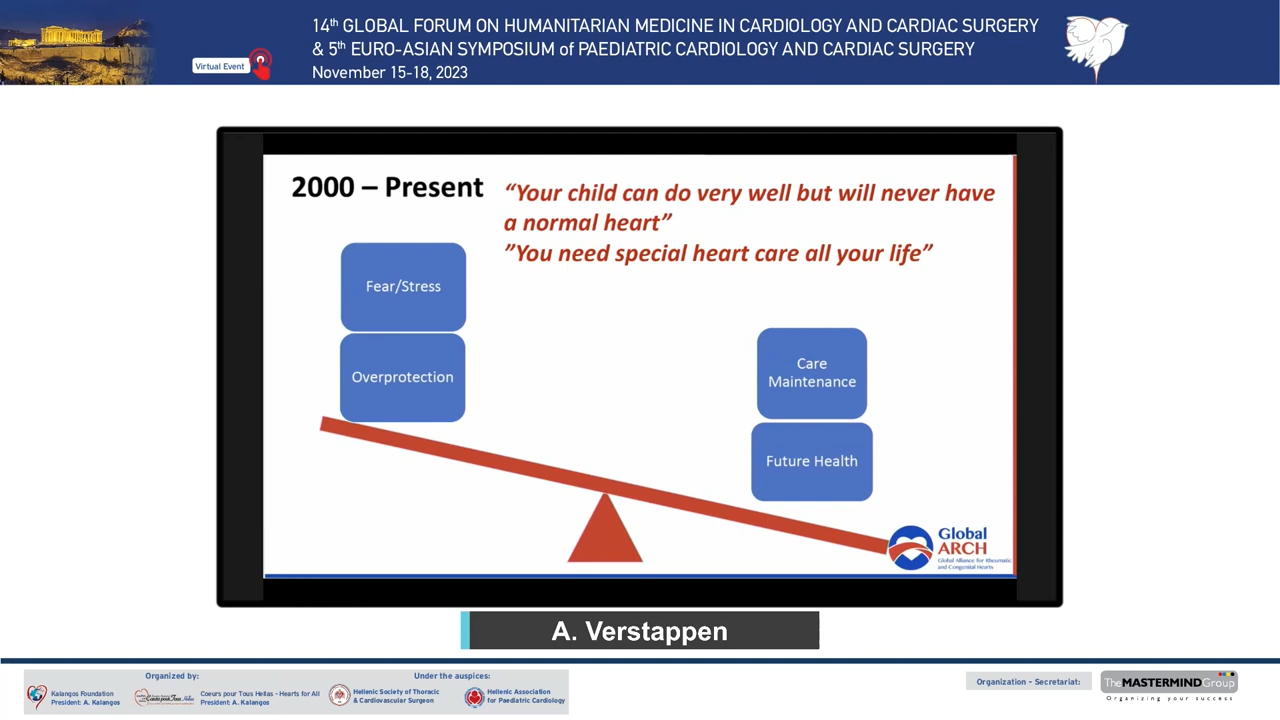 14th GLOBAL FORUM ON HUMANITARIAN MEDICINE IN CARDIOLOGY AND CARDIAC SURGERY
& 5th EURO-ASIAN SYMPOSIUM of PAEDIATRIC CARDIOLOGY AND CARDIAC SURGERY
Virtual Event
November 15-18, 2023
2000 – Present
“Your child can do very well but will never have
a normal heart”
”You need special heart care all your life”
Fear/Stress
Overprotection
Care
Maintenance
Future Health
Global
ARCH
Global Alliance for Rheumatic
and Congenital Hearts
A. Verstappen
Organized by:
Under the auspices:
Kalangos Foundation
President: A. Kalangos
Coeurs pour Tous Hellas - Hearts for All
President: A. Kalangos
Hellenic Society of Thoracic
& Cardiovascular Surgeon
Hellenic Association
for Paediatric Cardiology
Organization - Secretariat:
The MASTERMIND Group
Organizing your success